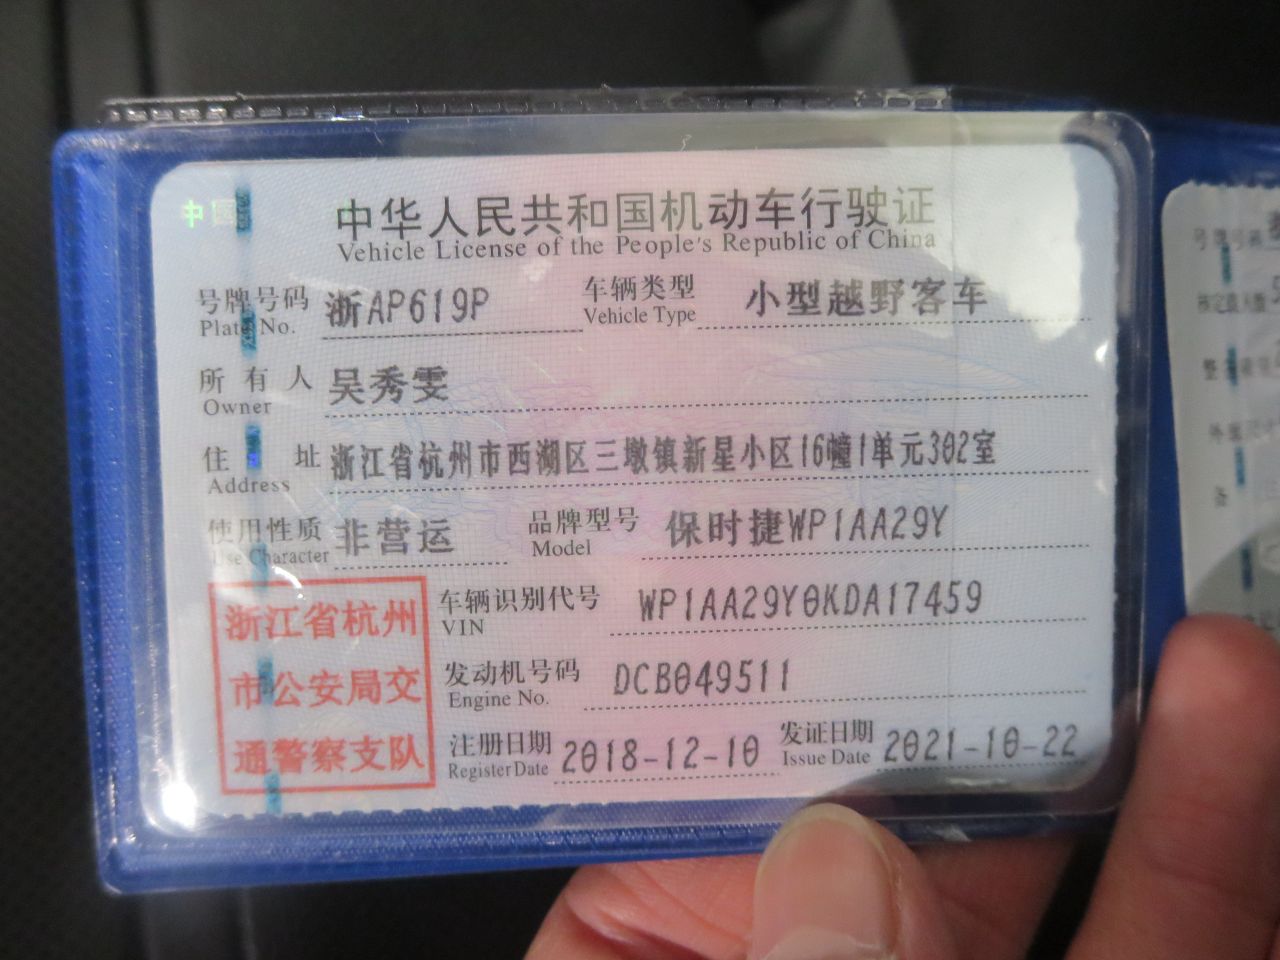 中国
中华人民共和国机动车行驶证
Vehicle License of the People's Republic of China
号牌号码 浙AP619P 车辆类型 小型越野客车
Plate No. Vehicle Type
所有人 吴秀雯
Owner
住址 浙江省杭州市西湖区三墩镇新星小区16幢1单元302室
Address
使用性质 非营运 品牌型号 保时捷WP1AA29Y
Use Character Model
浙江省杭州
市公安局交
通警察支队
车辆识别代号 WP1AA29Y0KDA17459
VIN
发动机号码 DCB049511
Engine No.
注册日期 2018-12-10 发证日期 2021-10-22
Register Date Issue Date
号牌号码